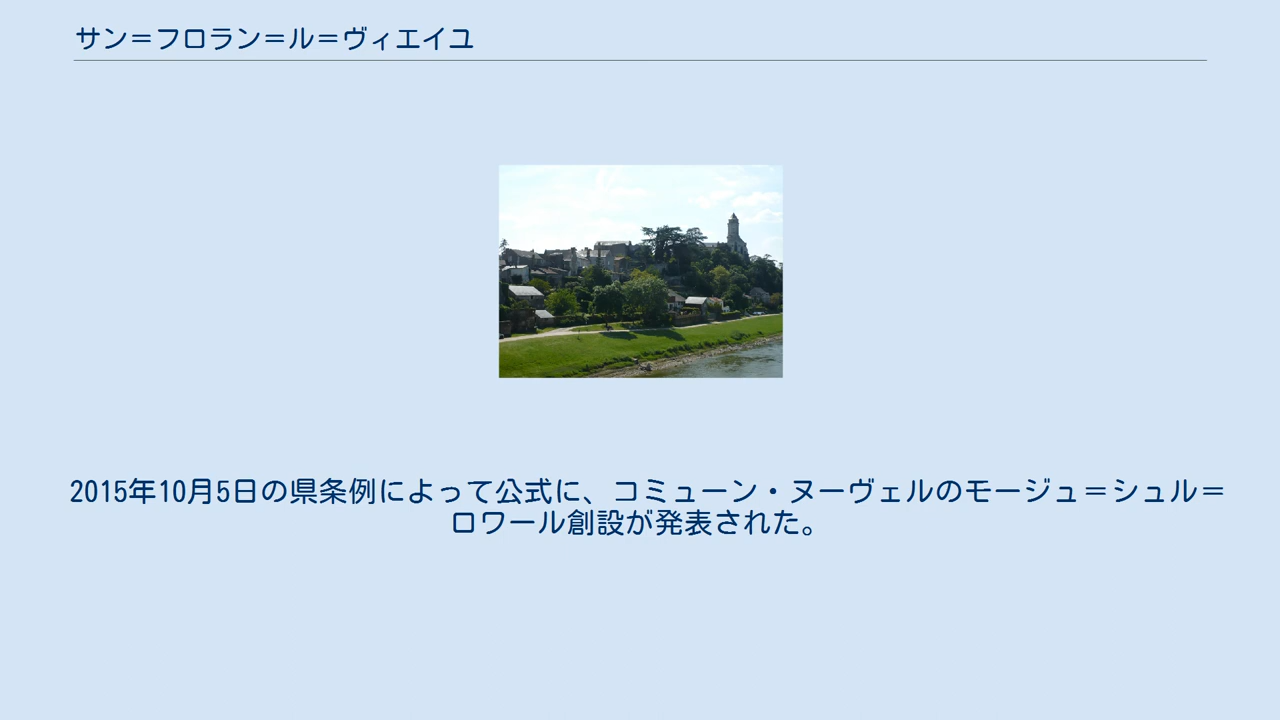 サン＝フロラン＝ル＝ヴィエイユ
2015年10月5日の県条例によって公式に、コミューン・ヌーヴェルのモージュ＝シュル＝
ロワール創設が発表された。